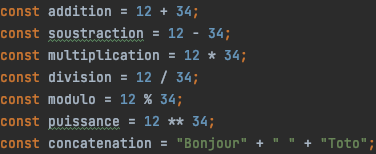 const addition = 12 + 34;
const soustraction = 12 - 34;
const multiplication = 12 * 34;
const division = 12 / 34;
const modulo = 12 % 34;
const puissance = 12 ** 34;
const concatenation = "Bonjour" + " " + "Toto";